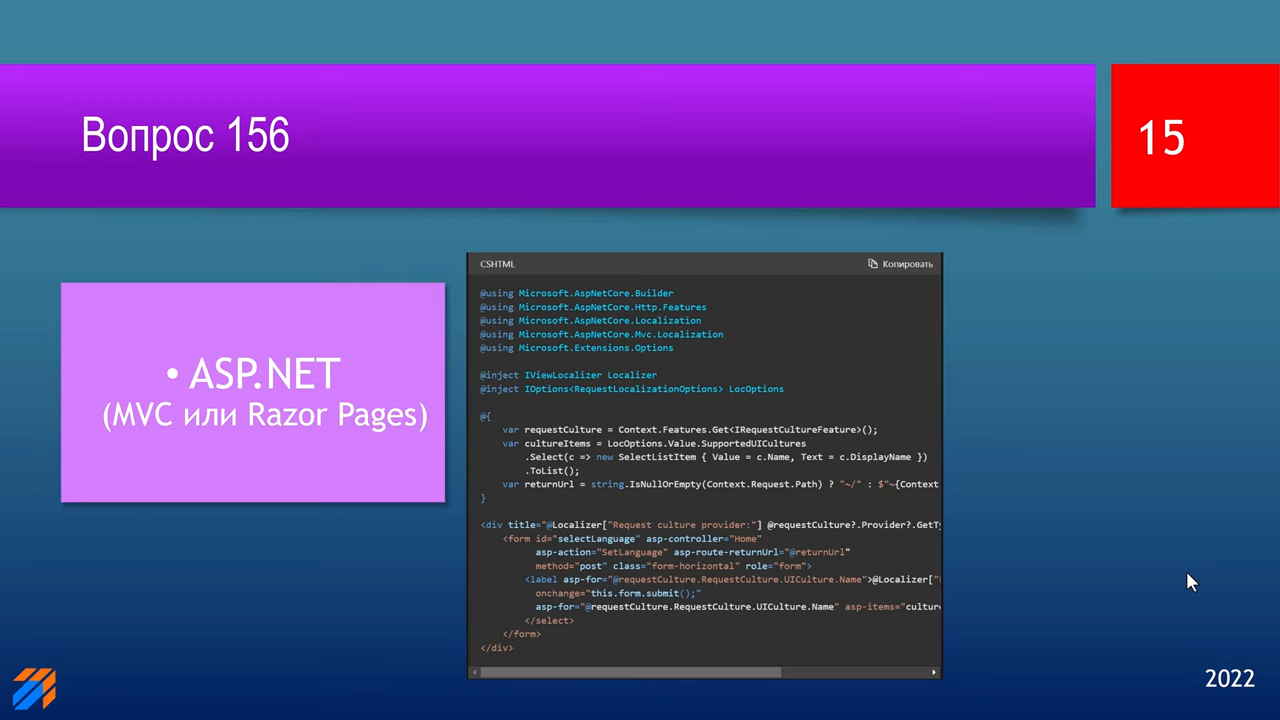 Вопрос 156
15
• ASP.NET
(MVC или Razor Pages)
CSHTML
Копировать
@using Microsoft.AspNetCore.Builder
@using Microsoft.AspNetCore.Http.Features
@using Microsoft.AspNetCore.Localization
@using Microsoft.AspNetCore.Mvc.Localization
@using Microsoft.Extensions.Options
@inject IViewLocalizer Localizer
@inject IOptions<RequestLocalizationOptions> LocOptions
@{
var requestCulture = Context.Features.Get<IRequestCultureFeature>();
var cultureItems = LocOptions.Value.SupportedUICultures
.Select(c => new SelectListItem { Value = c.Name, Text = c.DisplayName })
.ToList();
var returnUrl = string.IsNullOrEmpty(Context.Request.Path) ? "~/" : $"~{Context
}
<div title="@Localizer["Request culture provider:"] @requestCulture?.Provider?.GetTy
<form id="selectLanguage" asp-controller="Home"
asp-action="SetLanguage" asp-route-returnUrl="@returnUrl"
method="post" class="form-horizontal" role="form">
<label asp-for="@requestCulture.RequestCulture.UICulture.Name">@Localizer["
onchange="this.form.submit();"
asp-for="@requestCulture.RequestCulture.UICulture.Name" asp-items="cultur
</select>
</form>
</div>
2022